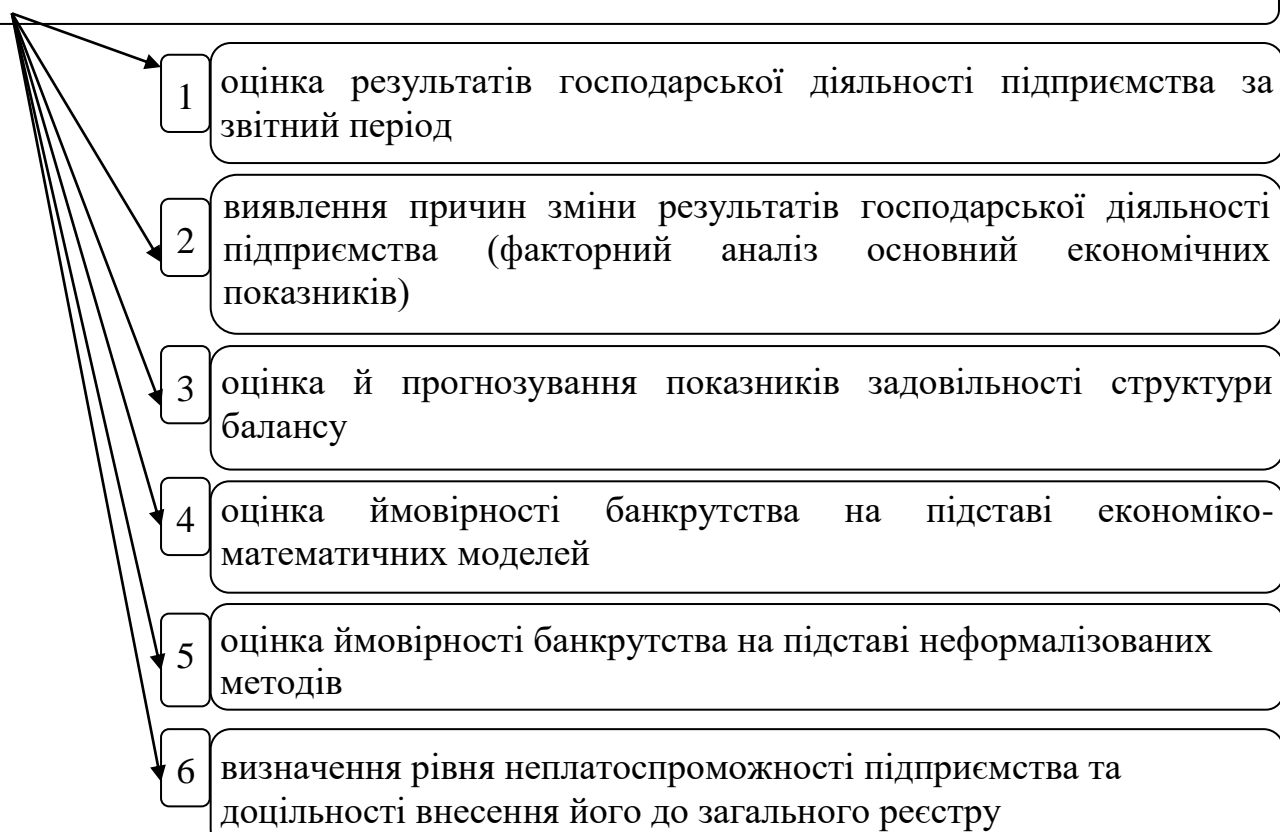 1
оцінка результатів господарської діяльності підприємства за
звітний період
2
виявлення причин зміни результатів господарської діяльності
підприємства (факторний аналіз основний економічних
показників)
3
оцінка й прогнозування показників задовільності структури
балансу
4
оцінка ймовірності банкрутства на підставі економіко-
математичних моделей
5
оцінка ймовірності банкрутства на підставі неформалізованих
методів
6
визначення рівня неплатоспроможності підприємства та
доцільності внесення його до загального реєстру